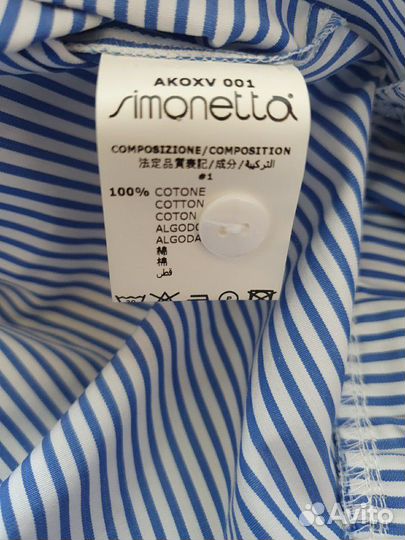 AKOXV 001
simonetta
COMPOSIZIONE/COMPOSITION
法定品質表記/成分/التركيبة
#1
100% COTONE
COTTON
COTON
ALGODO
ALGODA
綿
棉
قطن
30
Avito